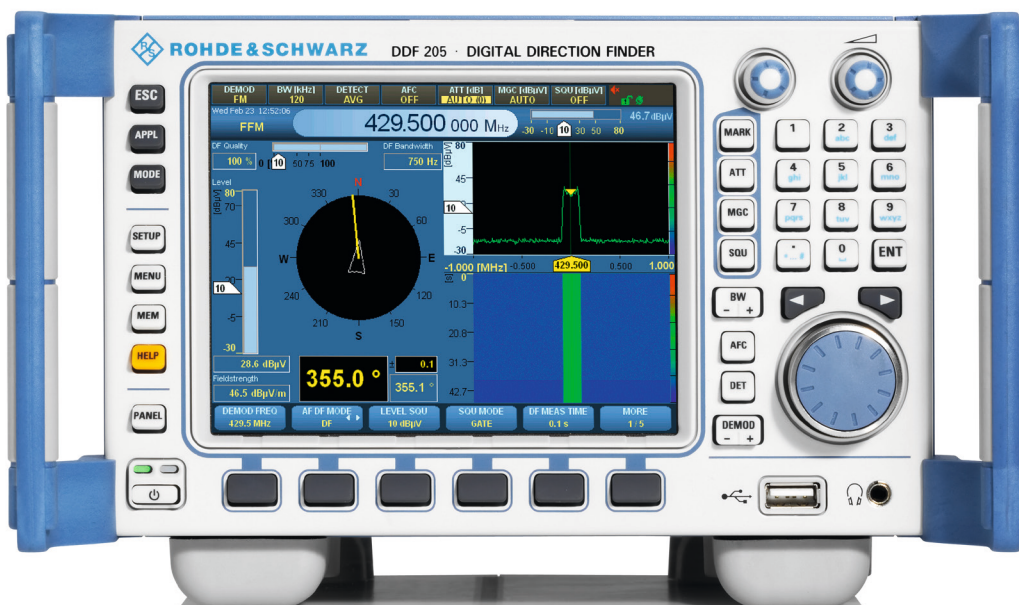 R&S ROHDE&SCHWARZ DDF 205 · DIGITAL DIRECTION FINDER
ESC
APPL
MODE
SETUP
MENU
MEM
HELP
PANEL
DEMOD BW [kHz] DETECT AFC ATT [dB] MGC [dBµV] SQU [dBµV]
FM 120 AVG OFF AUTO (0) AUTO OFF
Wed Feb 23 12:52:06
FFM 429.500 000 MHz 46.7 dBµV
-30 -10 10 30 50 80
DF Quality DF Bandwidth
100 % 0 10 50 75 100 750 Hz
Level
[dBµV]
80
70
45
20
10
-5
-30
N
30
60
E
120
150
S
210
240
W
300
330
28.6 dBµV
Fieldstrength
46.5 dBµV/m
355.0 °
± 0.1
355.1 °
[dBµV]
80
45
10
-5
-30
-1.000 [MHz] -0.500 429.500 0.500 1.000
[s]
0
10.3
20.8
31.3
42.7
DEMOD FREQ AF DF MODE LEVEL SQU SQU MODE DF MEAS TIME MORE
429.5 MHz DF 10 dBµV GATE 0.1 s 1 / 5
MARK
ATT
MGC
SQU
1 2 abc 3 def
4 ghi 5 jkl 6 mno
7 pqrs 8 tuv 9 wxyz
. +...# 0 ENT
BW
- +
AFC
DET
DEMOD
- +